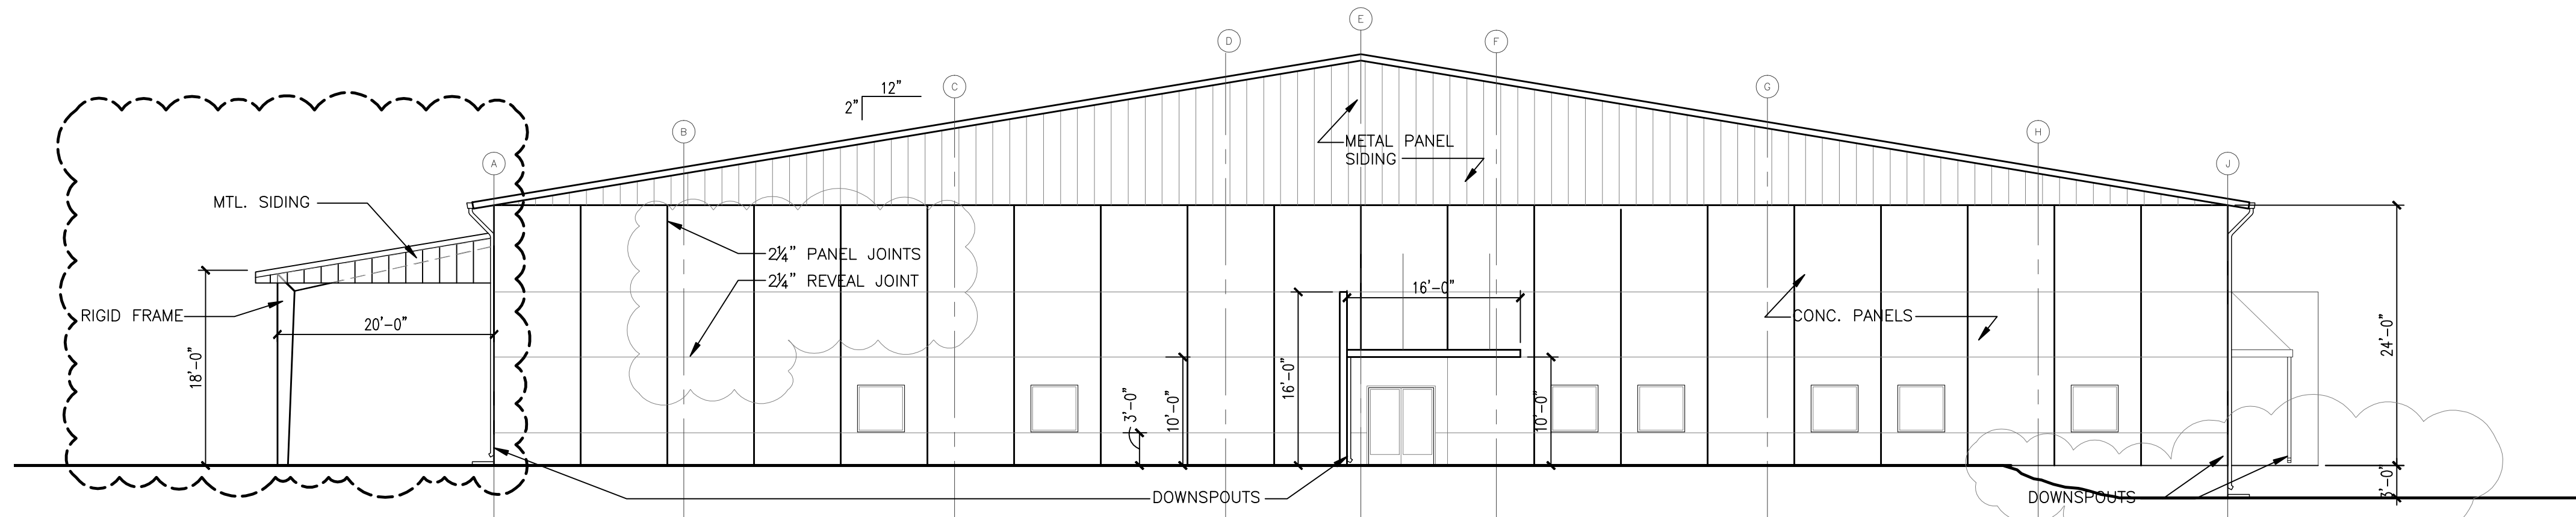 E
D
F
C
G
12"
2"
B
H
A
J
METAL PANEL
SIDING
MTL. SIDING
2¼" PANEL JOINTS
2¼" REVEAL JOINT
16'-0"
RIGID FRAME
CONC. PANELS
20'-0"
18'-0"
24'-0"
16'-0"
3'-0"
10'-0"
10'-0"
DOWNSPOUTS
DOWNSPOUTS
3'-0"